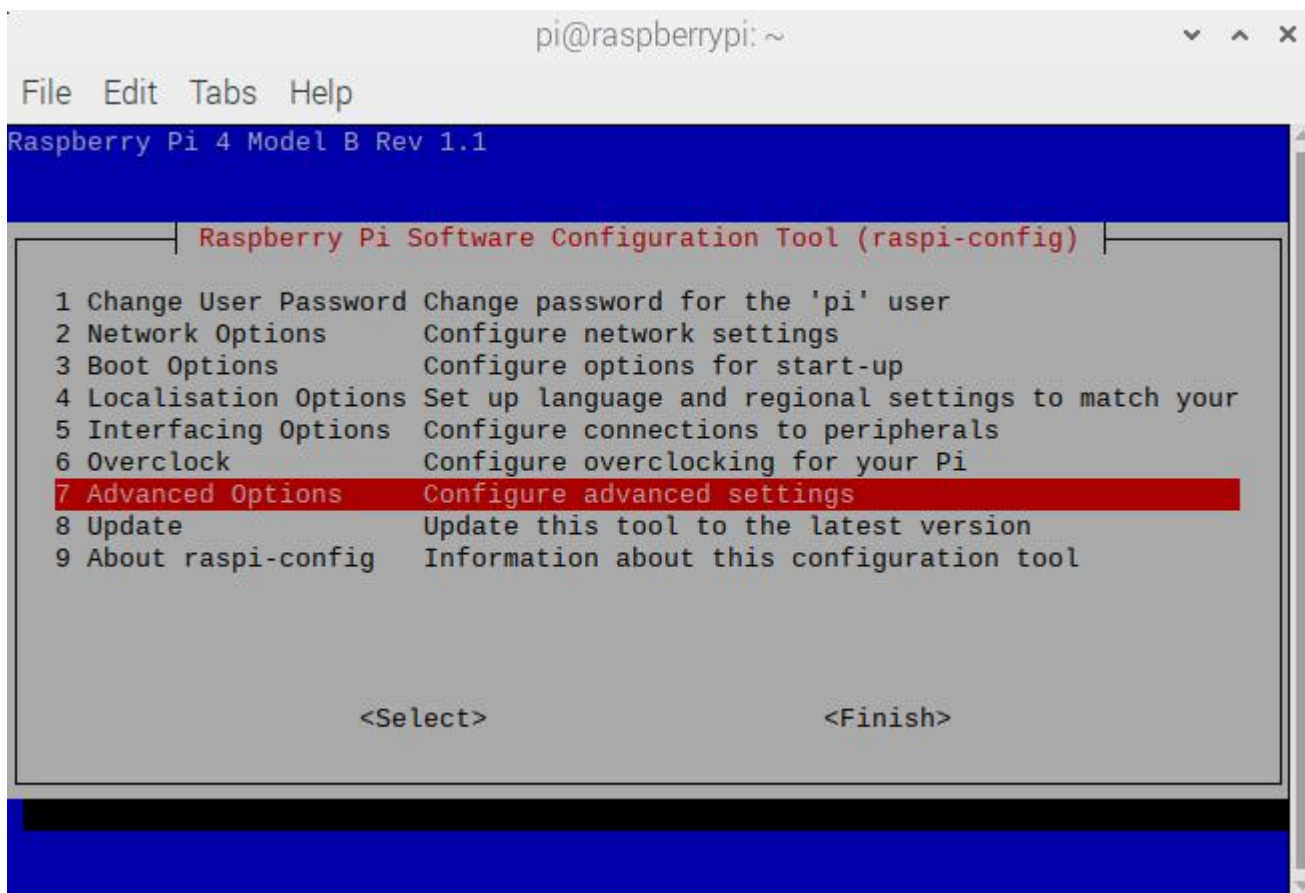 pi@raspberrypi: ~
File Edit Tabs Help
Raspberry Pi 4 Model B Rev 1.1
Raspberry Pi Software Configuration Tool (raspi-config)
1 Change User Password Change password for the 'pi' user
2 Network Options Configure network settings
3 Boot Options Configure options for start-up
4 Localisation Options Set up language and regional settings to match your
5 Interfacing Options Configure connections to peripherals
6 Overclock Configure overclocking for your Pi
7 Advanced Options Configure advanced settings
8 Update Update this tool to the latest version
9 About raspi-config Information about this configuration tool
<Select> <Finish>